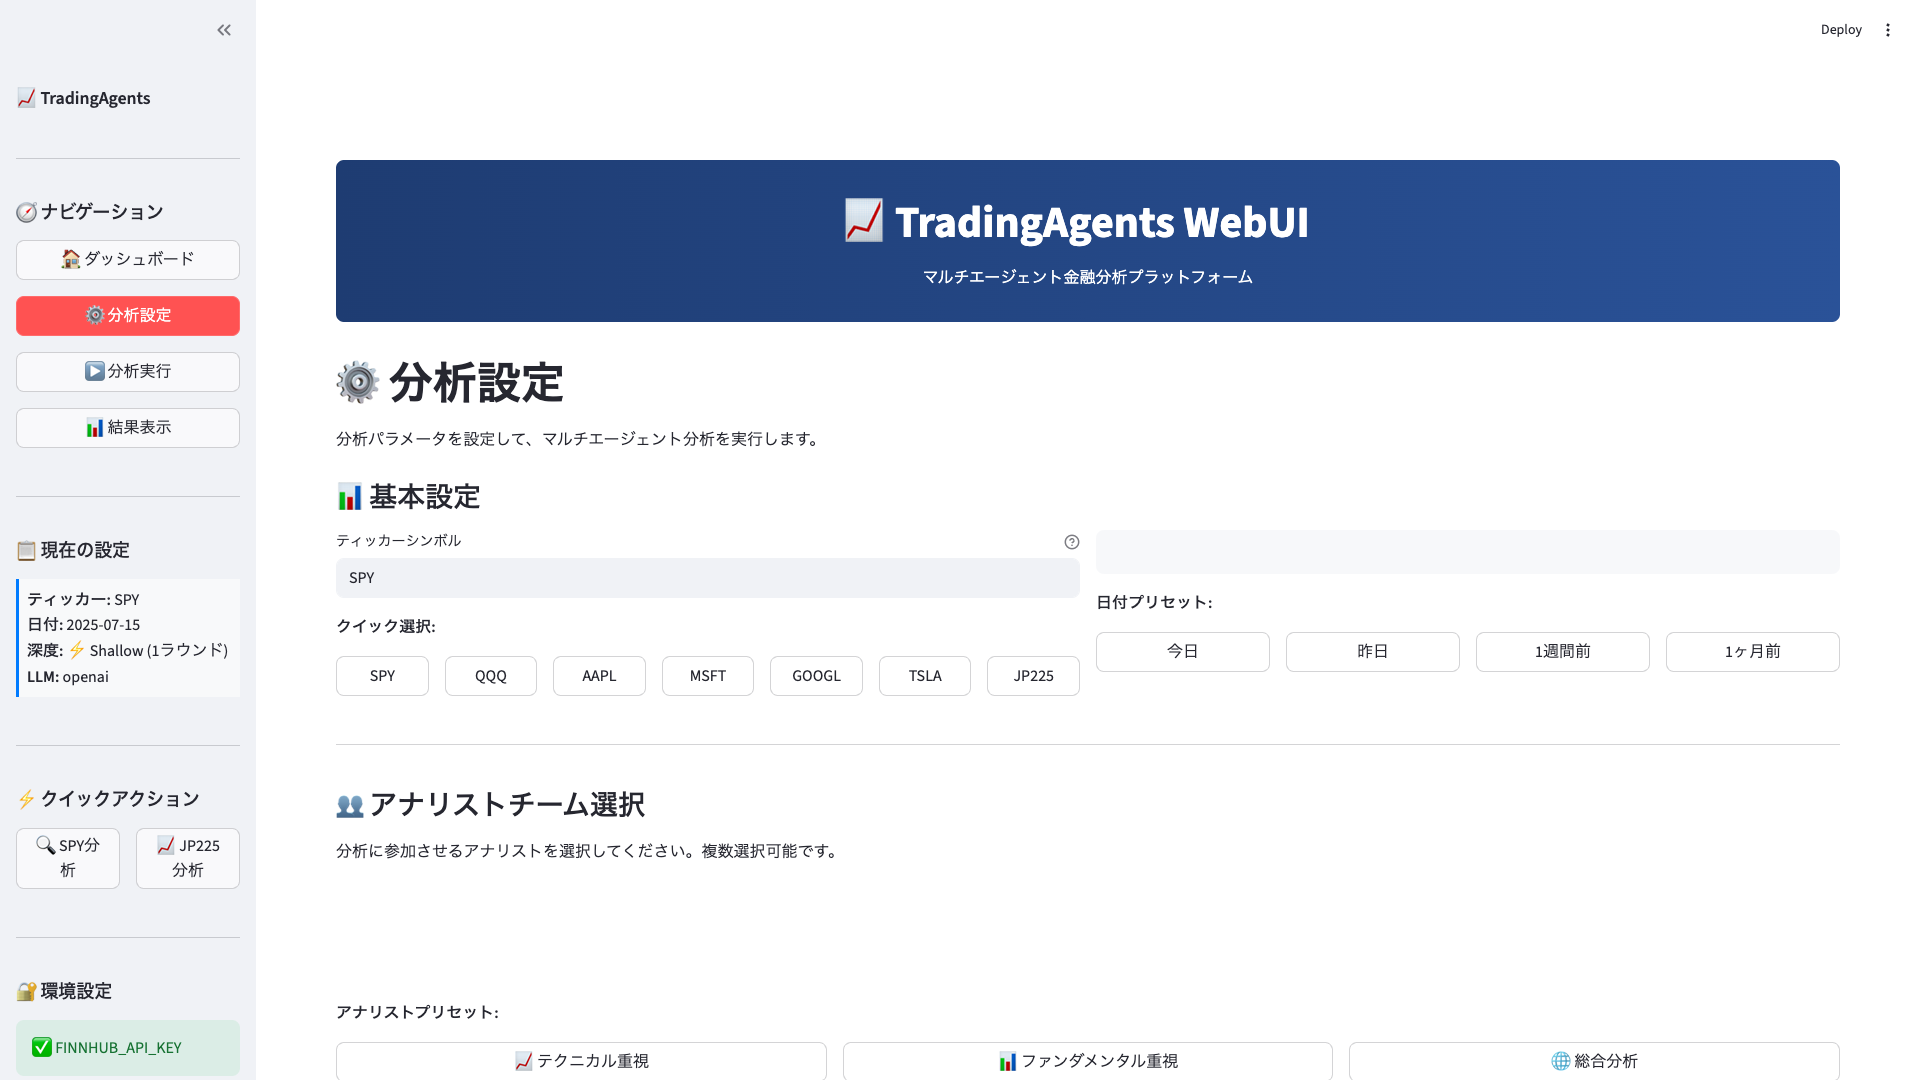 Deploy
TradingAgents
ナビゲーション
ダッシュボード
分析設定
分析実行
結果表示
現在の設定
ティッカー: SPY
日付: 2025-07-15
深度: ⚡ Shallow (1ラウンド)
LLM: openai
クイックアクション
SPY分
析
JP225
分析
環境設定
FINNHUB_API_KEY
TradingAgents WebUI
マルチエージェント金融分析プラットフォーム
分析設定
分析パラメータを設定して、マルチエージェント分析を実行します。
基本設定
ティッカーシンボル
SPY
クイック選択:
SPY QQQ AAPL MSFT GOOGL TSLA JP225
日付プリセット:
今日 昨日 1週間前 1ヶ月前
アナリストチーム選択
分析に参加させるアナリストを選択してください。複数選択可能です。
アナリストプリセット:
テクニカル重視 ファンダメンタル重視 総合分析